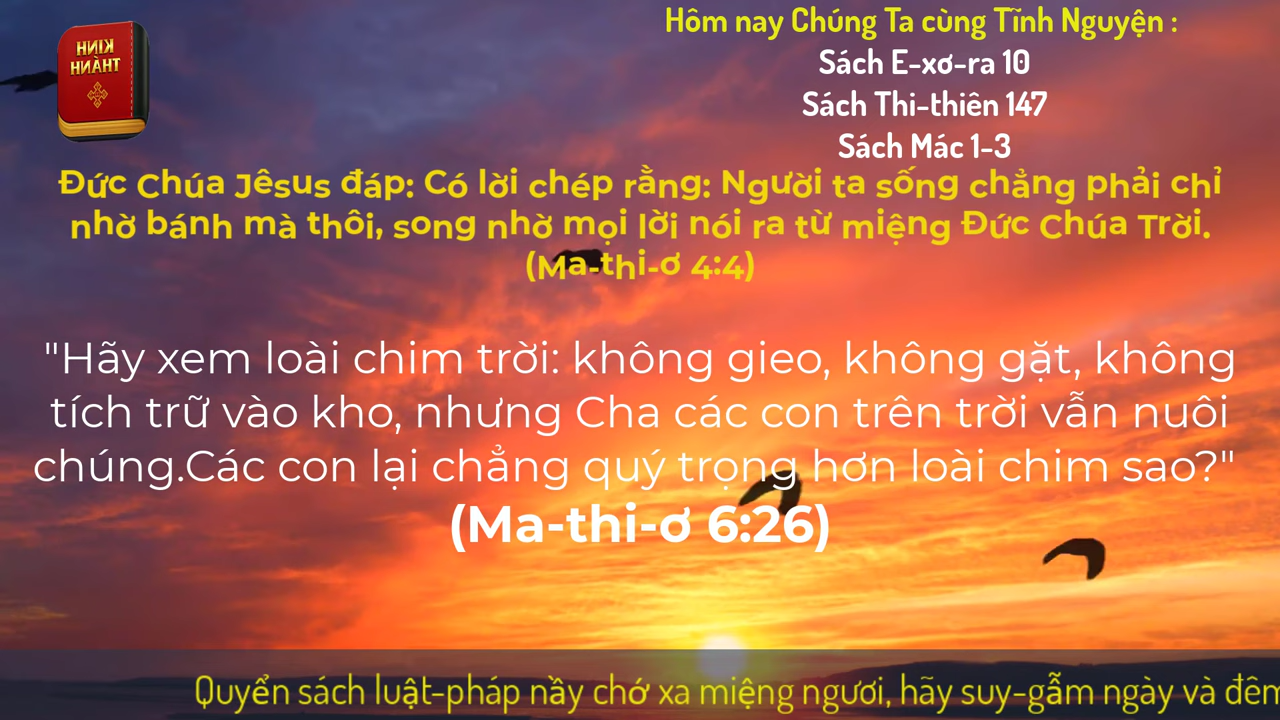 KINH
THÀNH
Hôm nay Chúng Ta cùng Tĩnh Nguyện :
Sách E-xơ-ra 10
Sách Thi-thiên 147
Sách Mác 1-3
Đức Chúa Jêsus đáp: Có lời chép rằng: Người ta sống chẳng phải chỉ
nhờ bánh mà thôi, song nhờ mọi lời nói ra từ miệng Đức Chúa Trời.
(Ma-thi-ơ 4:4)
"Hãy xem loài chim trời: không gieo, không gặt, không
tích trữ vào kho, nhưng Cha các con trên trời vẫn nuôi
chúng.Các con lại chẳng quý trọng hơn loài chim sao?"
(Ma-thi-ơ 6:26)
Quyển sách luật-pháp nầy chớ xa miệng ngươi, hãy suy-gẫm ngày và đêm